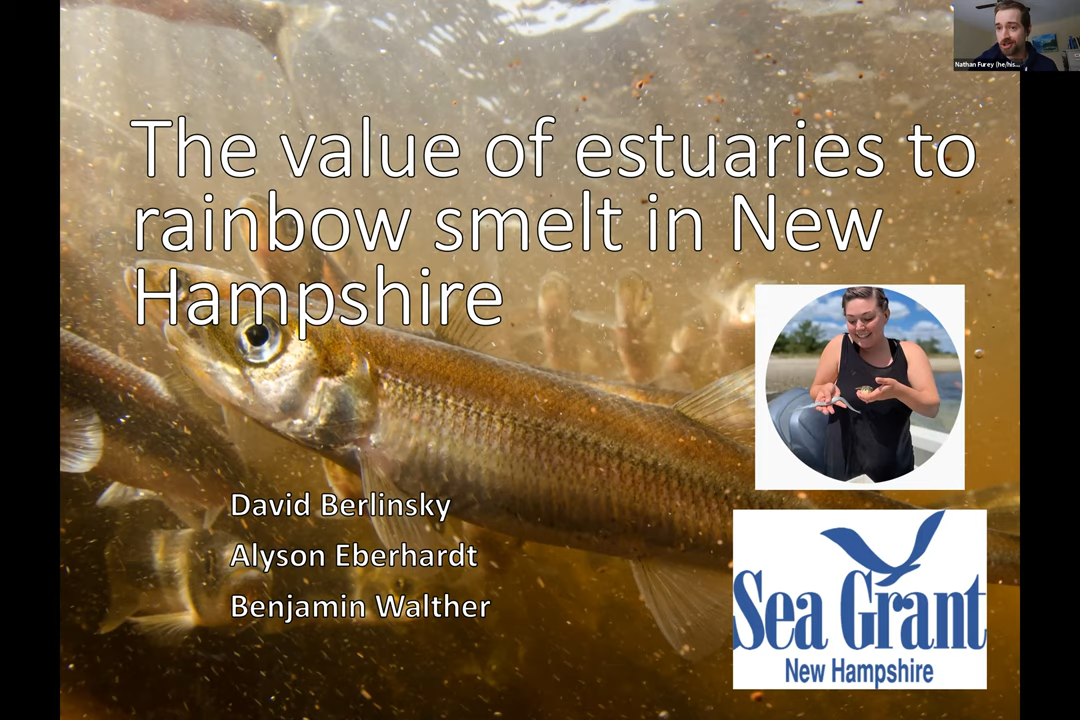 Nathan Furey (he/his...
The value of estuaries to
rainbow smelt in New
Hampshire
David Berlinsky
Alyson Eberhardt
Benjamin Walther
Sea Grant
New Hampshire